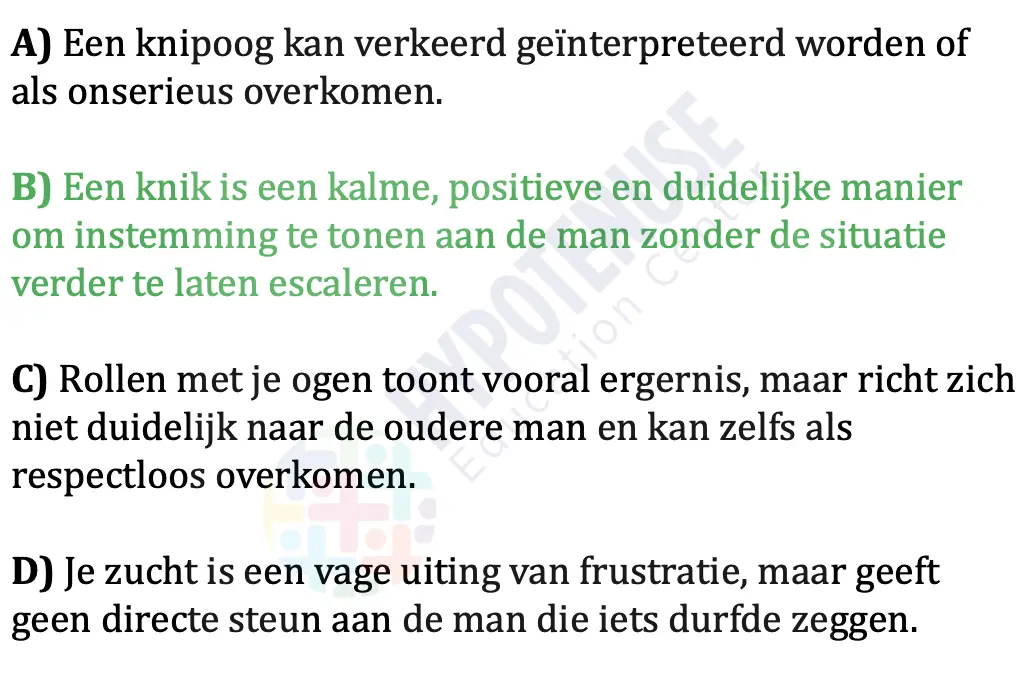 A) Een knipoog kan verkeerd geïnterpreteerd worden of
als onserieus overkomen.
B) Een knik is een kalme, positieve en duidelijke manier
om instemming te tonen aan de man zonder de situatie
verder te laten escaleren.
C) Rollen met je ogen toont vooral ergernis, maar richt zich
niet duidelijk naar de oudere man en kan zelfs als
respectloos overkomen.
D) Je zucht is een vage uiting van frustratie, maar geeft
geen directe steun aan de man die iets durfde zeggen.
HYPOTENUSE
Education Center